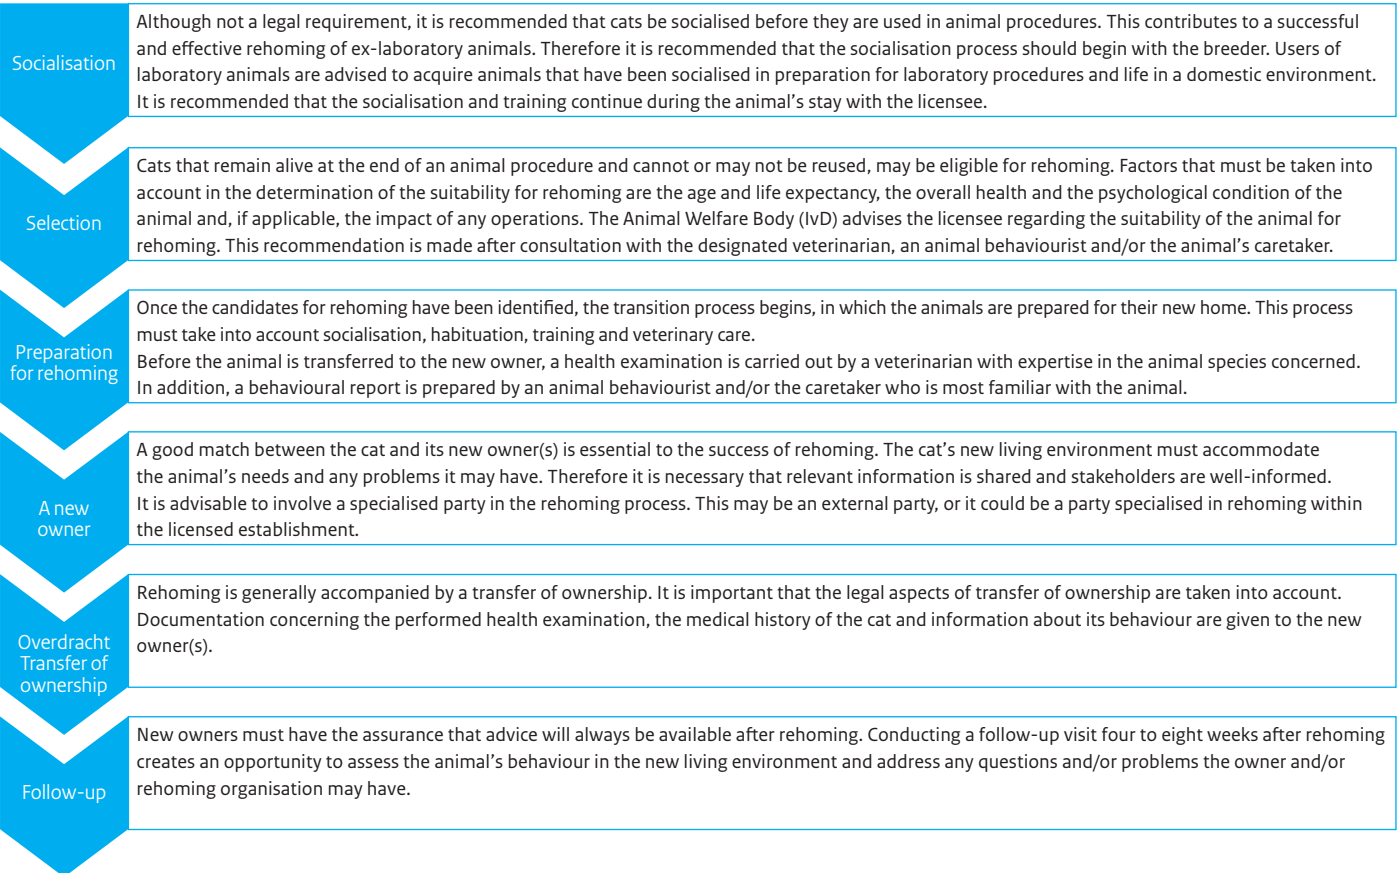 Socialisation
Although not a legal requirement, it is recommended that cats be socialised before they are used in animal procedures. This contributes to a successful
and effective rehoming of ex-laboratory animals. Therefore it is recommended that the socialisation process should begin with the breeder. Users of
laboratory animals are advised to acquire animals that have been socialised in preparation for laboratory procedures and life in a domestic environment.
It is recommended that the socialisation and training continue during the animal's stay with the licensee.
Selection
Cats that remain alive at the end of an animal procedure and cannot or may not be reused, may be eligible for rehoming. Factors that must be taken into
account in the determination of the suitability for rehoming are the age and life expectancy, the overall health and the psychological condition of the
animal and, if applicable, the impact of any operations. The Animal Welfare Body (IvD) advises the licensee regarding the suitability of the animal for
rehoming. This recommendation is made after consultation with the designated veterinarian, an animal behaviourist and/or the animal's caretaker.
Preparation
for rehoming
Once the candidates for rehoming have been identified, the transition process begins, in which the animals are prepared for their new home. This process
must take into account socialisation, habituation, training and veterinary care.
Before the animal is transferred to the new owner, a health examination is carried out by a veterinarian with expertise in the animal species concerned.
In addition, a behavioural report is prepared by an animal behaviourist and/or the caretaker who is most familiar with the animal.
A new
owner
A good match between the cat and its new owner(s) is essential to the success of rehoming. The cat's new living environment must accommodate
the animal's needs and any problems it may have. Therefore it is necessary that relevant information is shared and stakeholders are well-informed.
It is advisable to involve a specialised party in the rehoming process. This may be an external party, or it could be a party specialised in rehoming within
the licensed establishment.
Overdracht
Transfer of
ownership
Rehoming is generally accompanied by a transfer of ownership. It is important that the legal aspects of transfer of ownership are taken into account.
Documentation concerning the performed health examination, the medical history of the cat and information about its behaviour are given to the new
owner(s).
Follow-up
New owners must have the assurance that advice will always be available after rehoming. Conducting a follow-up visit four to eight weeks after rehoming
creates an opportunity to assess the animal's behaviour in the new living environment and address any questions and/or problems the owner and/or
rehoming organisation may have.